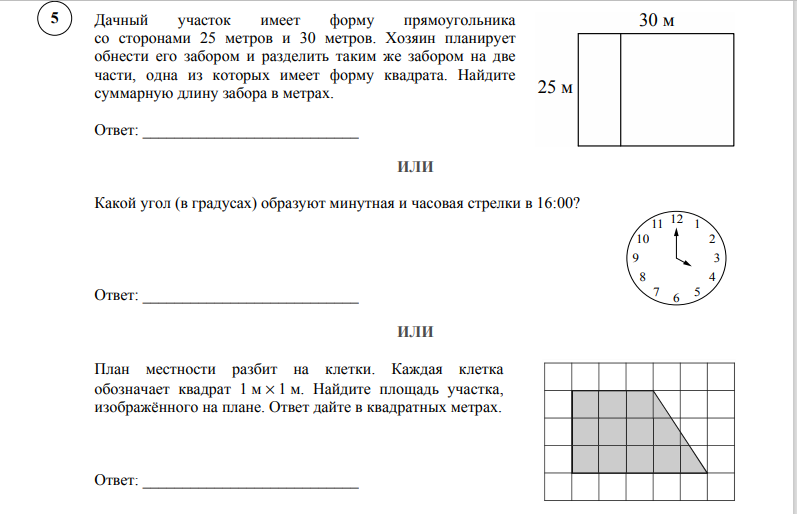 5
Дачный участок имеет форму прямоугольника
со сторонами 25 метров и 30 метров. Хозяин планирует
обнести его забором и разделить таким же забором на две
части, одна из которых имеет форму квадрата. Найдите
суммарную длину забора в метрах.
30 м
25 м
Ответ: ___________________________
ИЛИ
Какой угол (в градусах) образуют минутная и часовая стрелки в 16:00?
12
11 1
10 2
9 3
8 4
7 5
6
Ответ: ___________________________
ИЛИ
План местности разбит на клетки. Каждая клетка
обозначает квадрат 1 м × 1 м. Найдите площадь участка,
изображённого на плане. Ответ дайте в квадратных метрах.
Ответ: ___________________________